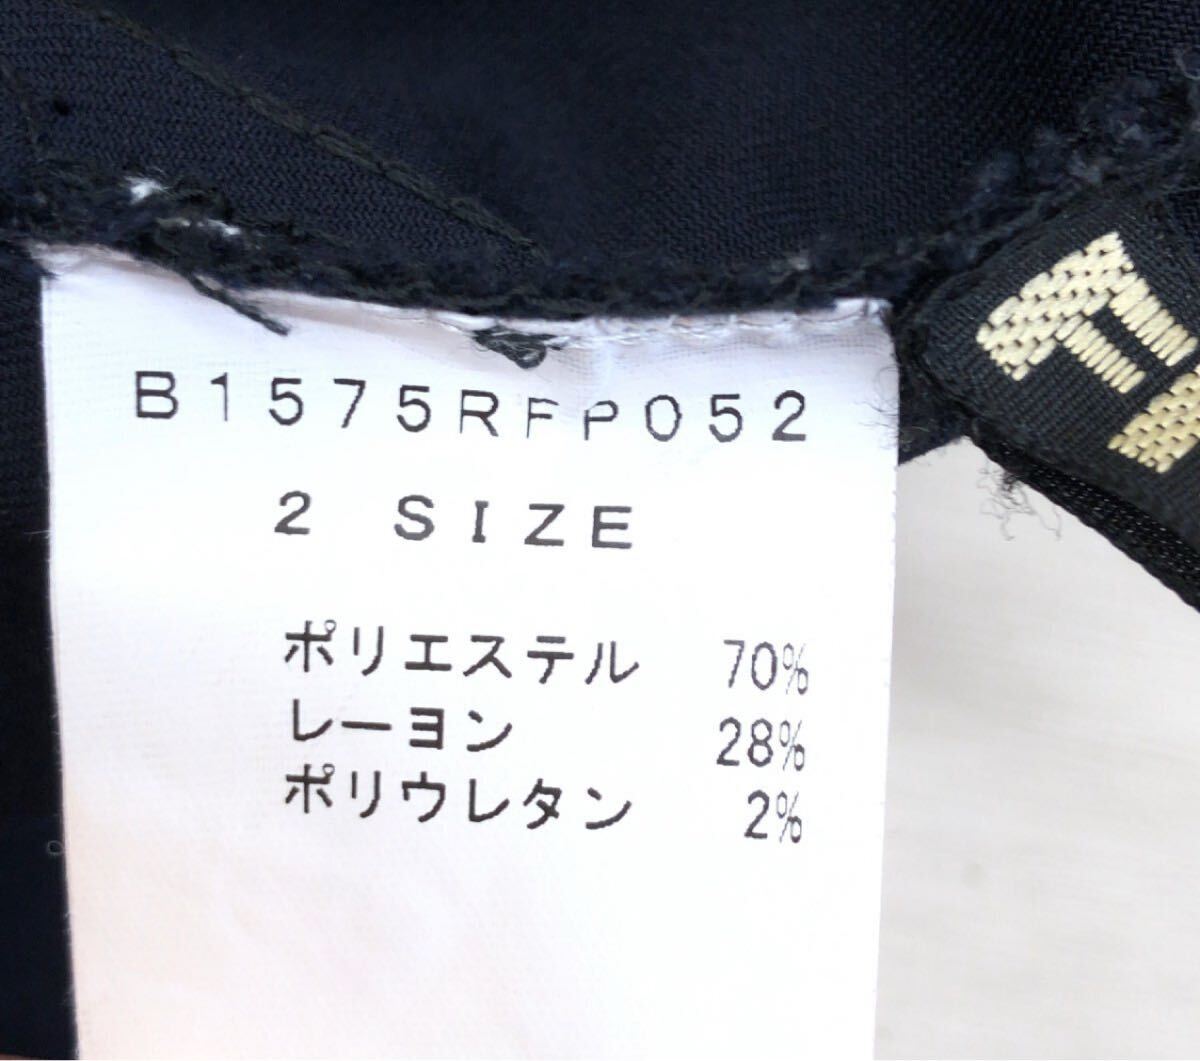 B1575RFP052
2 SIZE
ポリエステル 70%
レーヨン 28%
ポリウレタン 2%